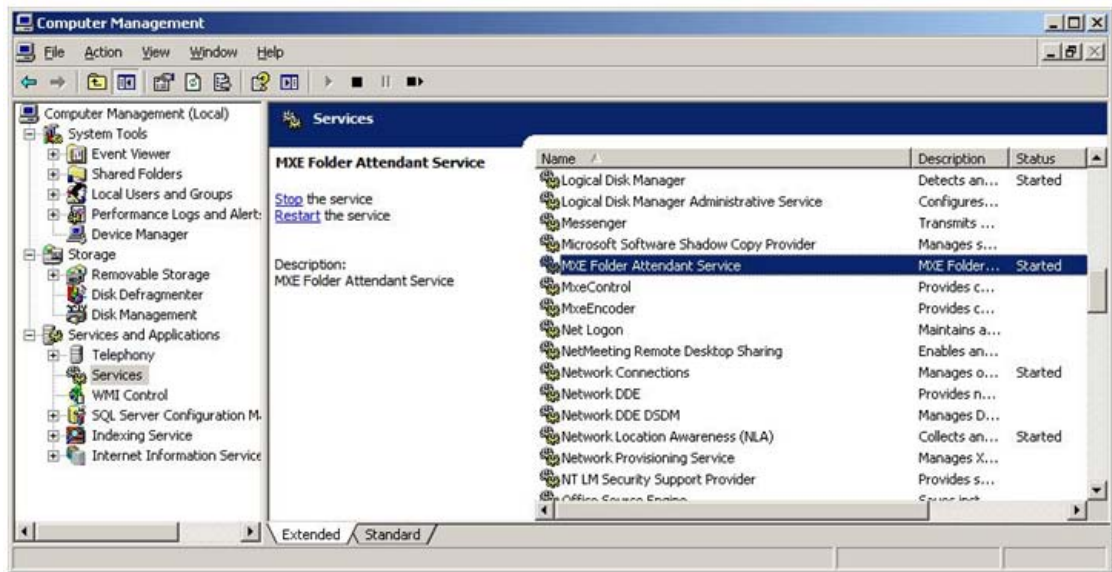 Computer Management
File Action View Window Help
Computer Management (Local)
System Tools
Event Viewer
Shared Folders
Local Users and Groups
Performance Logs and Alert
Device Manager
Storage
Removable Storage
Disk Defragmenter
Disk Management
Services and Applications
Telephony
Services
WMI Control
SQL Server Configuration M
Indexing Service
Internet Information Service
Services
MXE Folder Attendant Service
Stop the service
Restart the service
Description:
MXE Folder Attendant Service
Name Description Status
Logical Disk Manager Detects an... Started
Logical Disk Manager Administrative Service Configures...
Messenger Transmits ...
Microsoft Software Shadow Copy Provider Manages s...
MXE Folder Attendant Service MXE Folder... Started
MxeControl Provides c...
MxeEncoder Provides c...
Net Logon Maintains a...
NetMeeting Remote Desktop Sharing Enables an...
Network Connections Manages o... Started
Network DDE Provides n...
Network DDE DSDM Manages D...
Network Location Awareness (NLA) Collects an... Started
Network Provisioning Service Manages X...
NT LM Security Support Provider Provides s...
Office Source Engine
Extended Standard